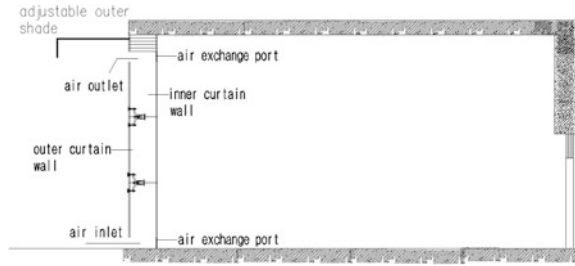 adjustable outer
shade
air exchange port
air outlet
inner curtain
wall
outer curtain
wall
air inlet
air exchange port